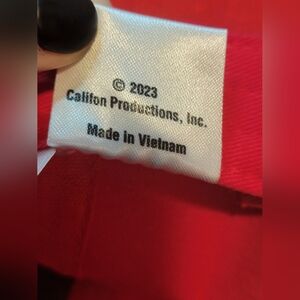 © 2023
Califon Productions, Inc.
Made in Vietnam